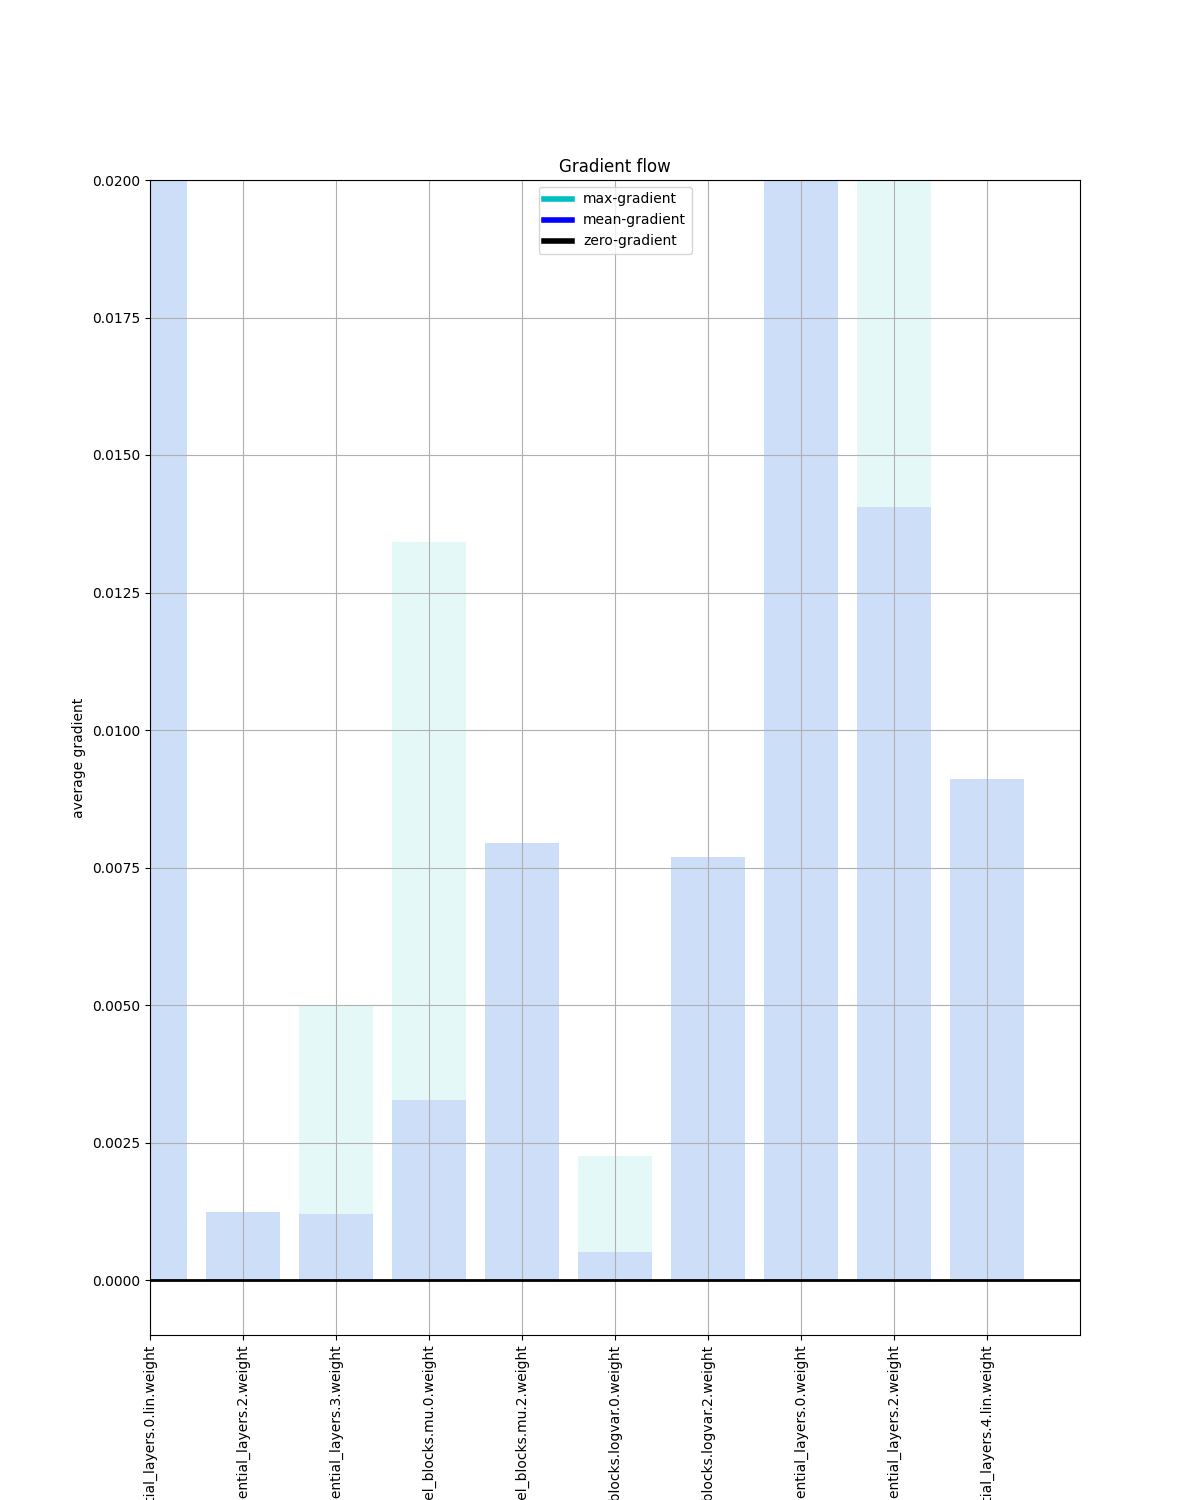 Gradient flow
max-gradient
mean-gradient
zero-gradient
0.0200
0.0175
0.0150
0.0125
0.0100
0.0075
0.0050
0.0025
0.0000
average gradient
tial_layers.0.lin.weight
ential_layers.2.weight
ential_layers.3.weight
el_blocks.mu.0.weight
el_blocks.mu.2.weight
blocks.logvar.0.weight
blocks.logvar.2.weight
ential_layers.0.weight
ential_layers.2.weight
tial_layers.4.lin.weight